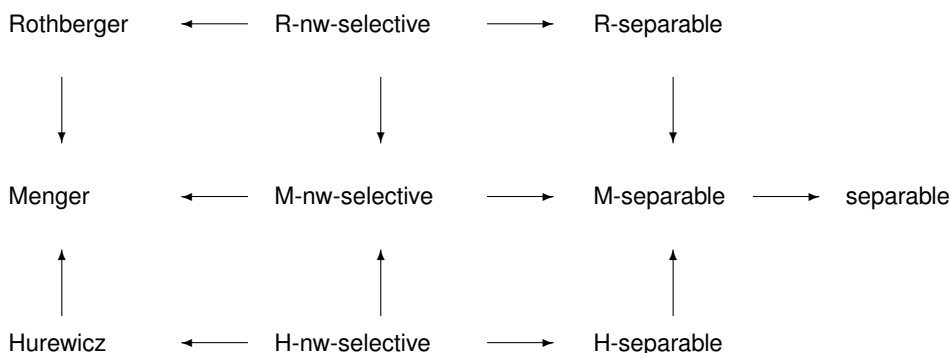 Rothberger R-nw-selective R-separable
Menger M-nw-selective M-separable separable
Hurewicz H-nw-selective H-separable